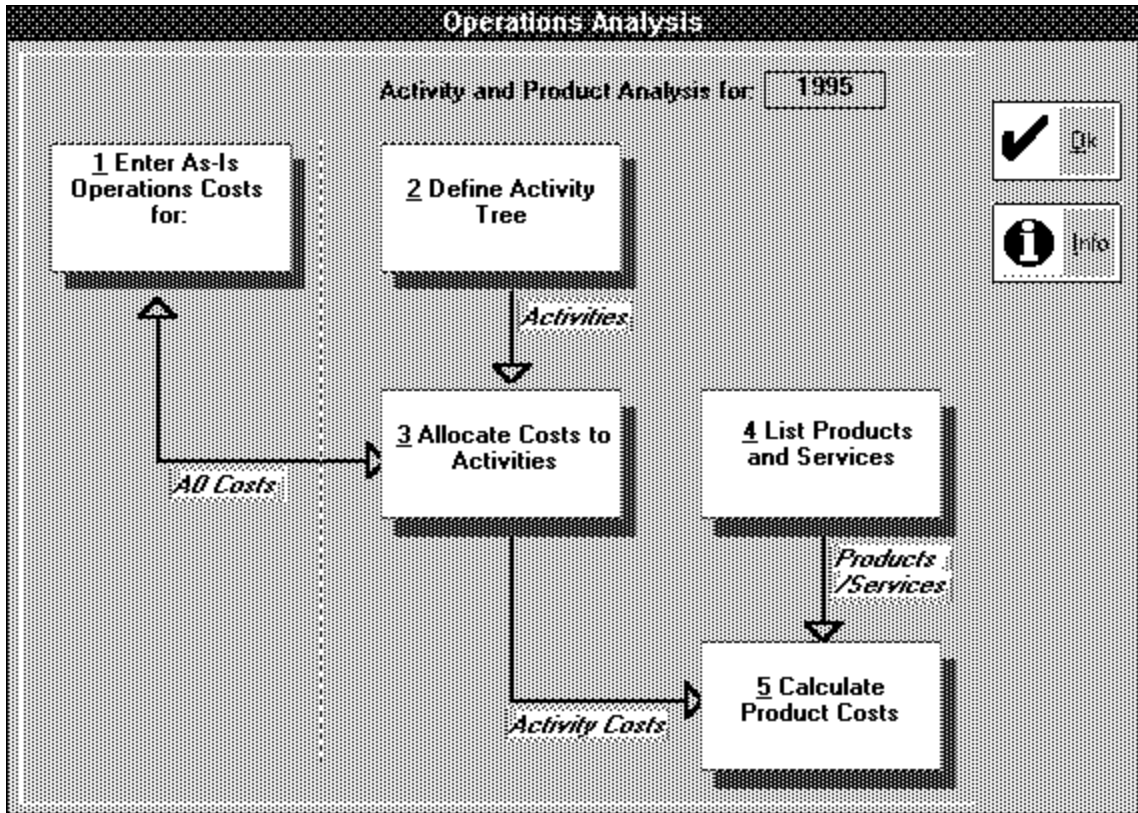 Operations Analysis
Activity and Product Analysis for: 1995
1 Enter As-Is
Operations Costs
for:
2 Define Activity
Tree
Ok
Info
Activities
3 Allocate Costs to
Activities
4 List Products
and Services
A0 Costs
Products
/Services
5 Calculate
Product Costs
Activity Costs